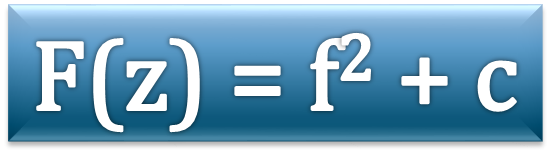 F(z) = f² + c